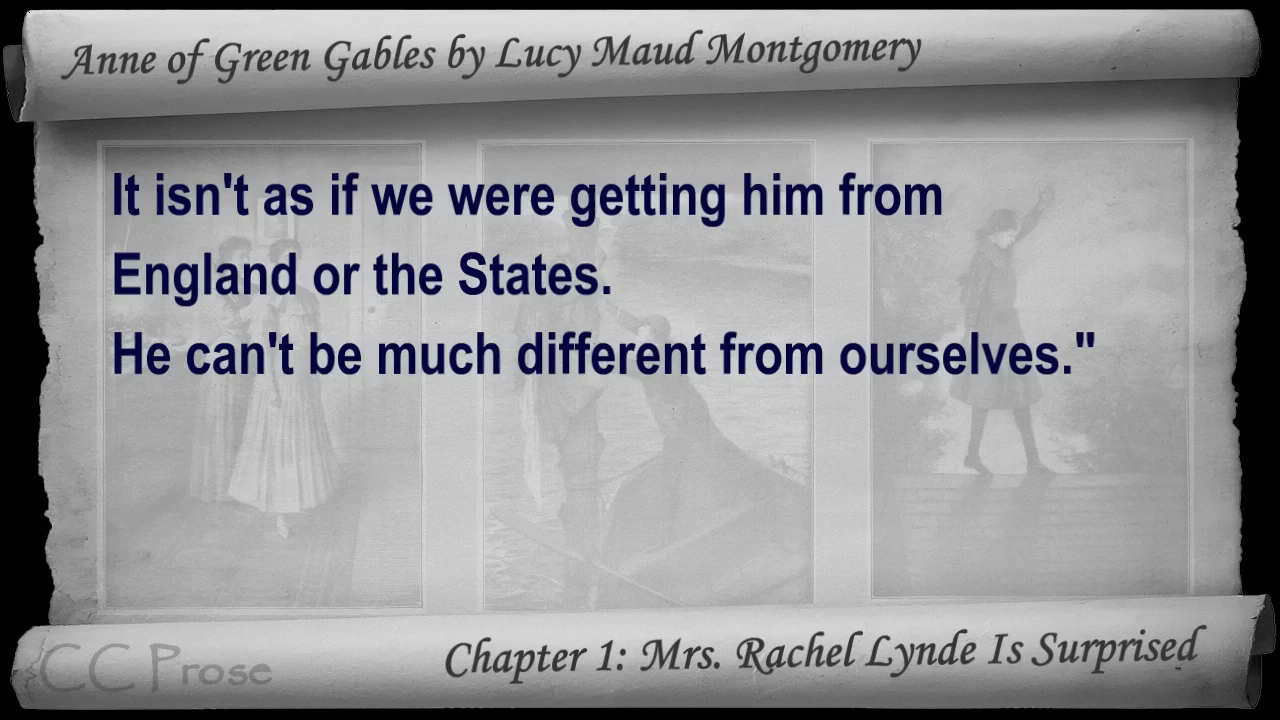 Anne of Green Gables by Lucy Maud Montgomery
It isn't as if we were getting him from
England or the States.
He can't be much different from ourselves."
Chapter 1: Mrs. Rachel Lynde Is Surprised
CC Prose